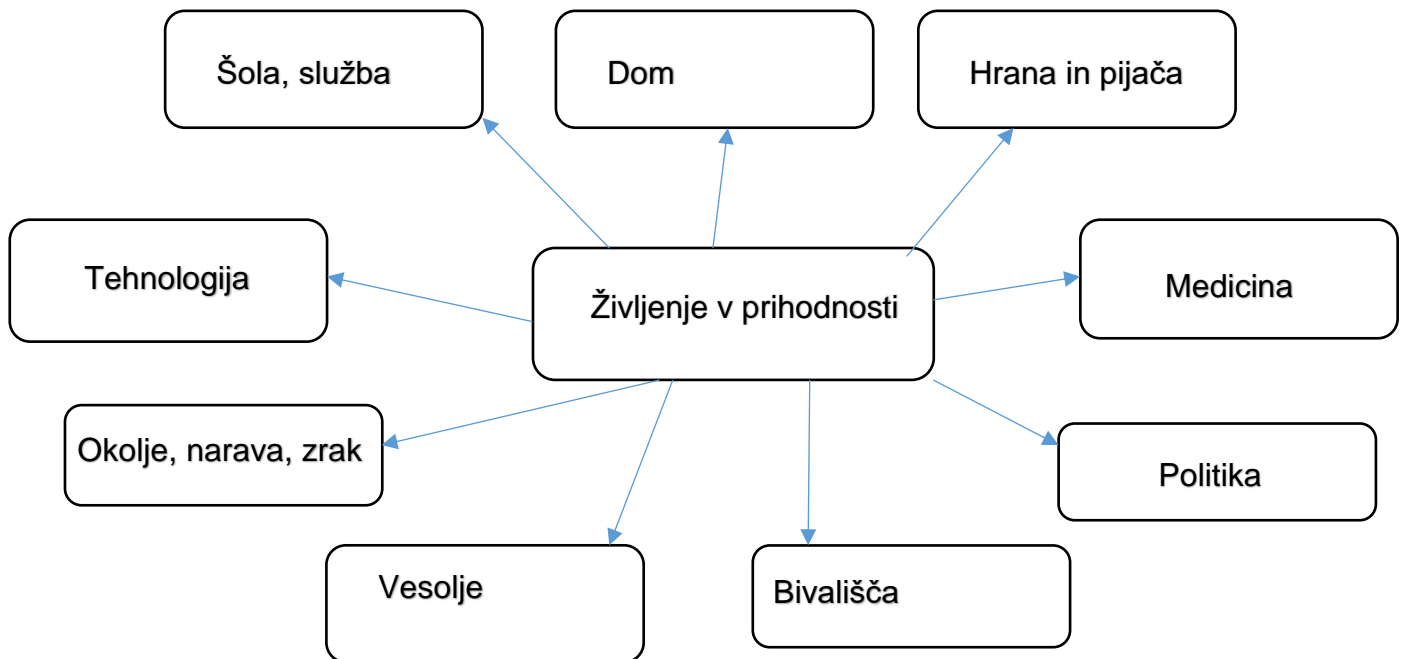 Šola, služba
Dom
Hrana in pijača
Tehnologija
Življenje v prihodnosti
Medicina
Okolje, narava, zrak
Politika
Vesolje
Bivališča